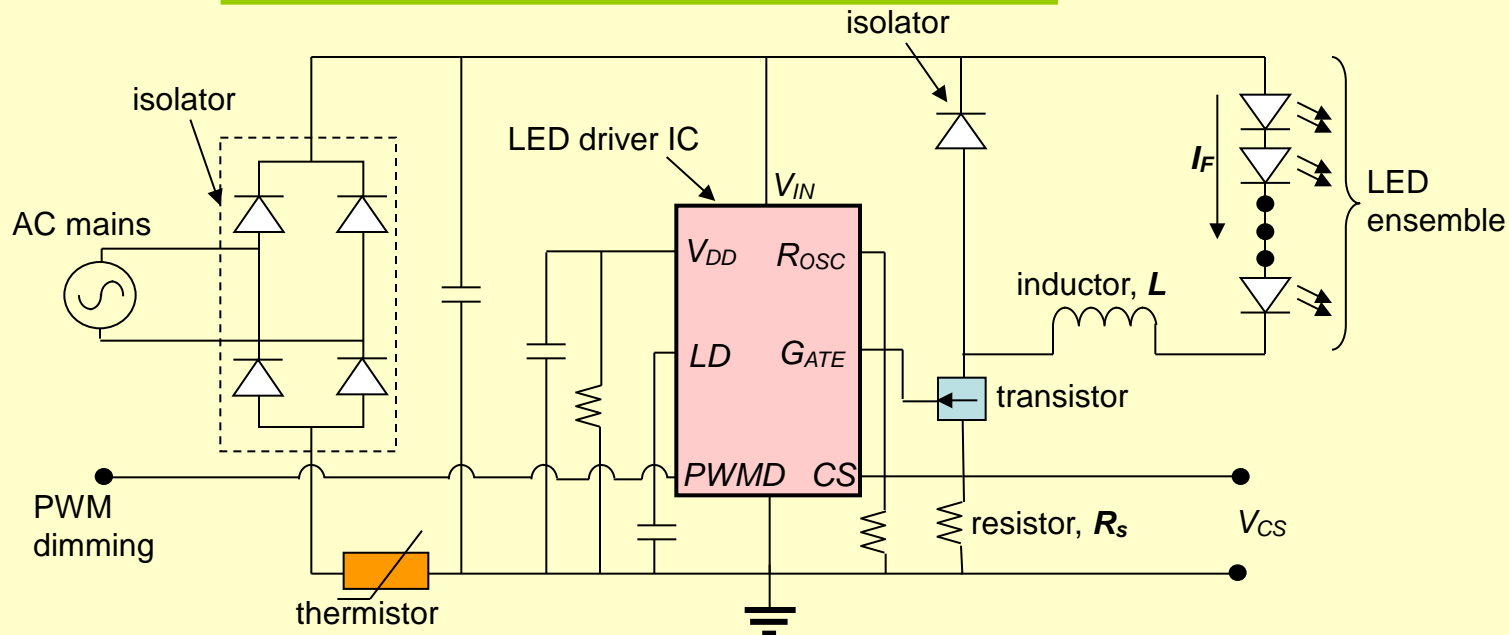 isolator
isolator
LED driver IC
V_IN
I_F
LED
ensemble
AC mains
V_DD
R_OSC
inductor, L
LD
G_ATE
transistor
PWMD
CS
PWM
dimming
resistor, R_s
V_CS
thermistor